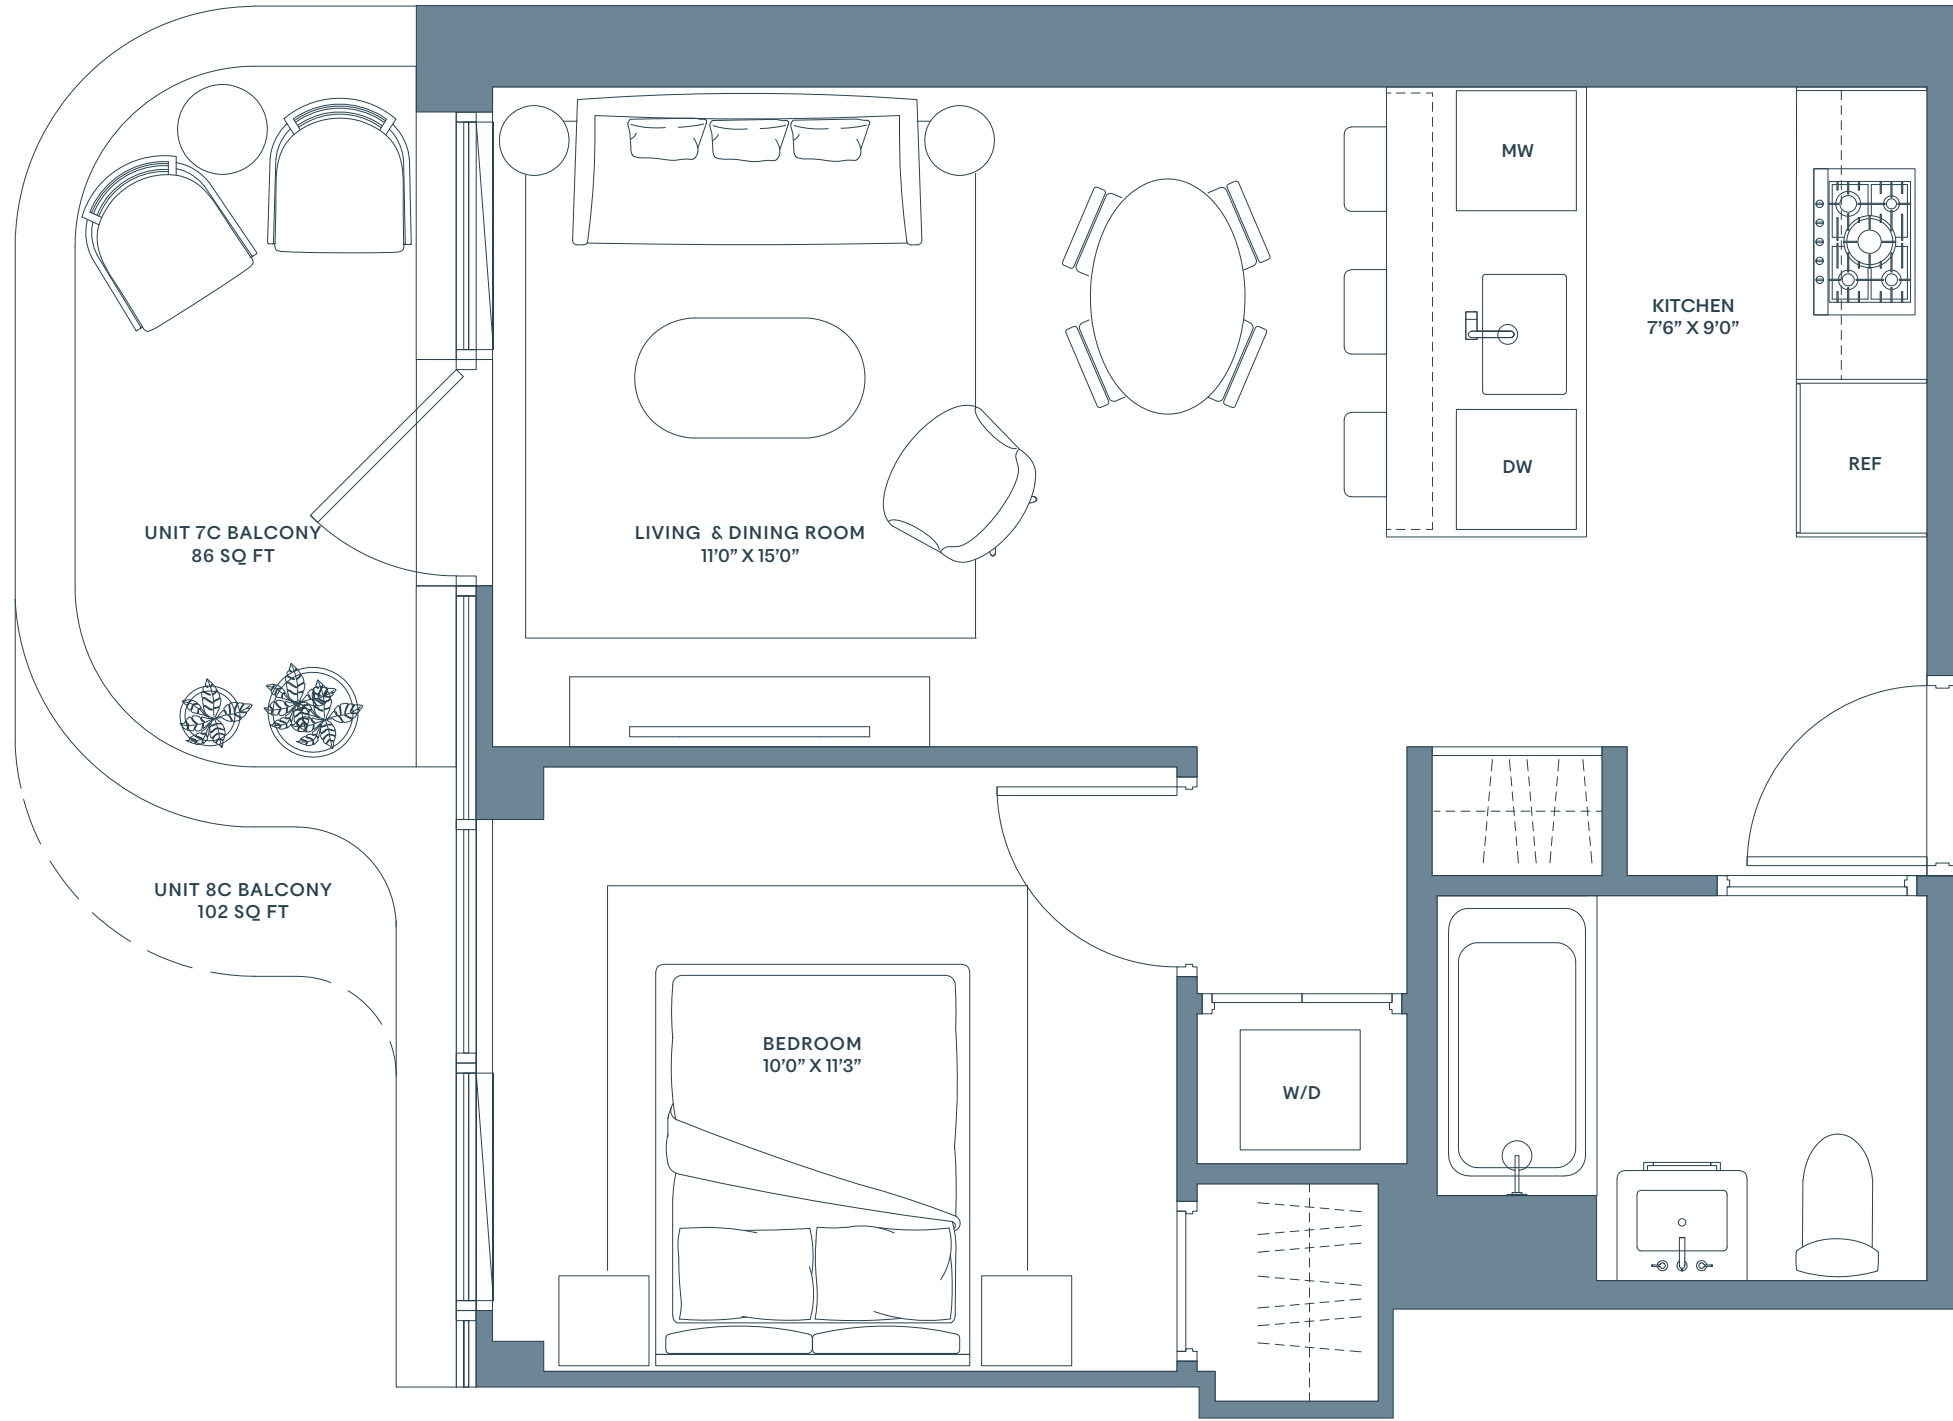 MW
KITCHEN
7’6” X 9’0”
DW
REF
UNIT 7C BALCONY
86 SQ FT
LIVING & DINING ROOM
11’0” X 15’0”
UNIT 8C BALCONY
102 SQ FT
BEDROOM
10’0” X 11’3”
W/D